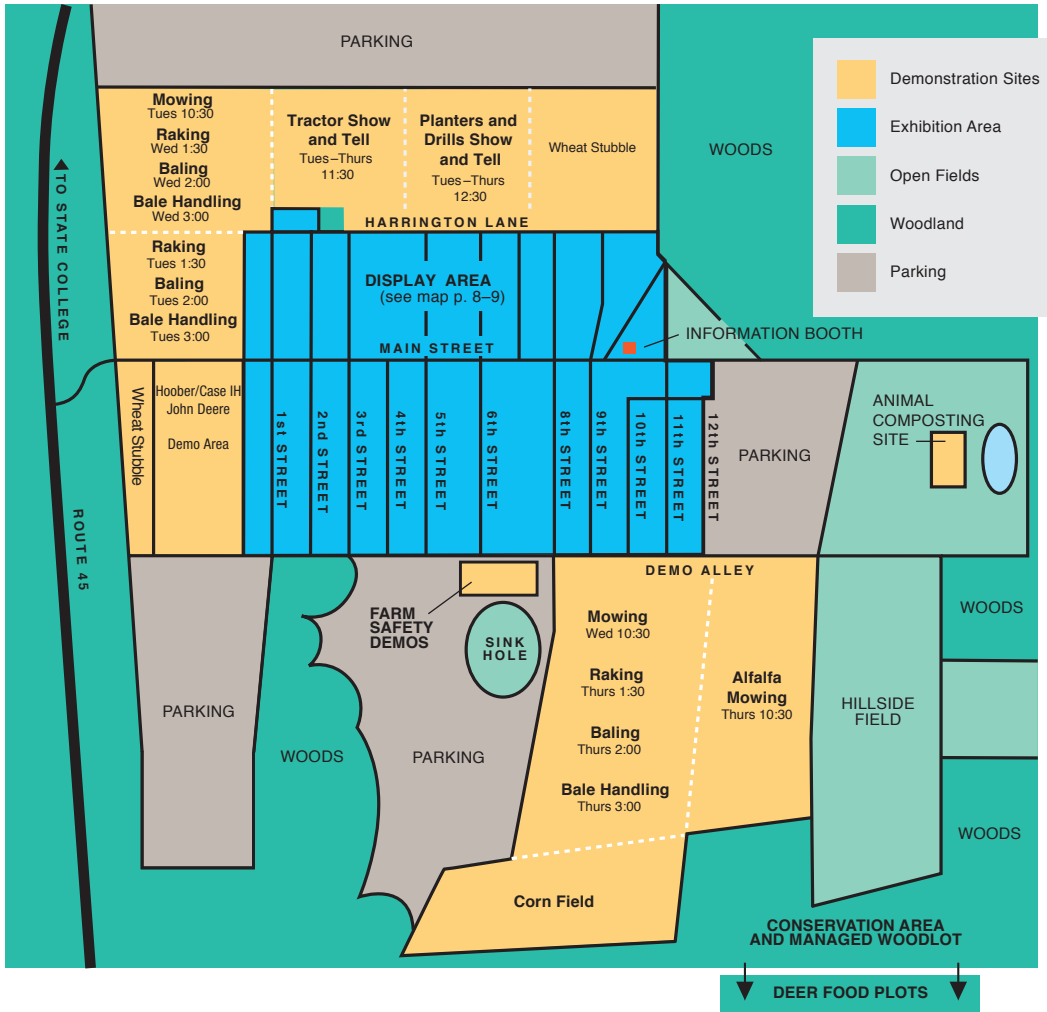 PARKING
Demonstration Sites
Exhibition Area
Open Fields
Woodland
Parking
Mowing
Tues 10:30
Raking
Wed 1:30
Baling
Wed 2:00
Bale Handling
Wed 3:00
Tractor Show
and Tell
Tues–Thurs
11:30
Planters and
Drills Show
and Tell
Tues–Thurs
12:30
Wheat Stubble
WOODS
TO STATE COLLEGE
HARRINGTON LANE
Raking
Tues 1:30
Baling
Tues 2:00
Bale Handling
Tues 3:00
DISPLAY AREA
(see map p. 8–9)
MAIN STREET
INFORMATION BOOTH
Wheat Stubble
Hoober/Case IH
John Deere
Demo Area
1st STREET
2nd STREET
3rd STREET
4th STREET
5th STREET
6th STREET
8th STREET
9th STREET
10th STREET
11th STREET
12th STREET
PARKING
ANIMAL
COMPOSTING
SITE
ROUTE 45
DEMO ALLEY
FARM
SAFETY
DEMOS
SINK
HOLE
Mowing
Wed 10:30
Raking
Thurs 1:30
Baling
Thurs 2:00
Bale Handling
Thurs 3:00
Alfalfa
Mowing
Thurs 10:30
HILLSIDE
FIELD
WOODS
PARKING
WOODS
PARKING
WOODS
Corn Field
CONSERVATION AREA
AND MANAGED WOODLOT
DEER FOOD PLOTS